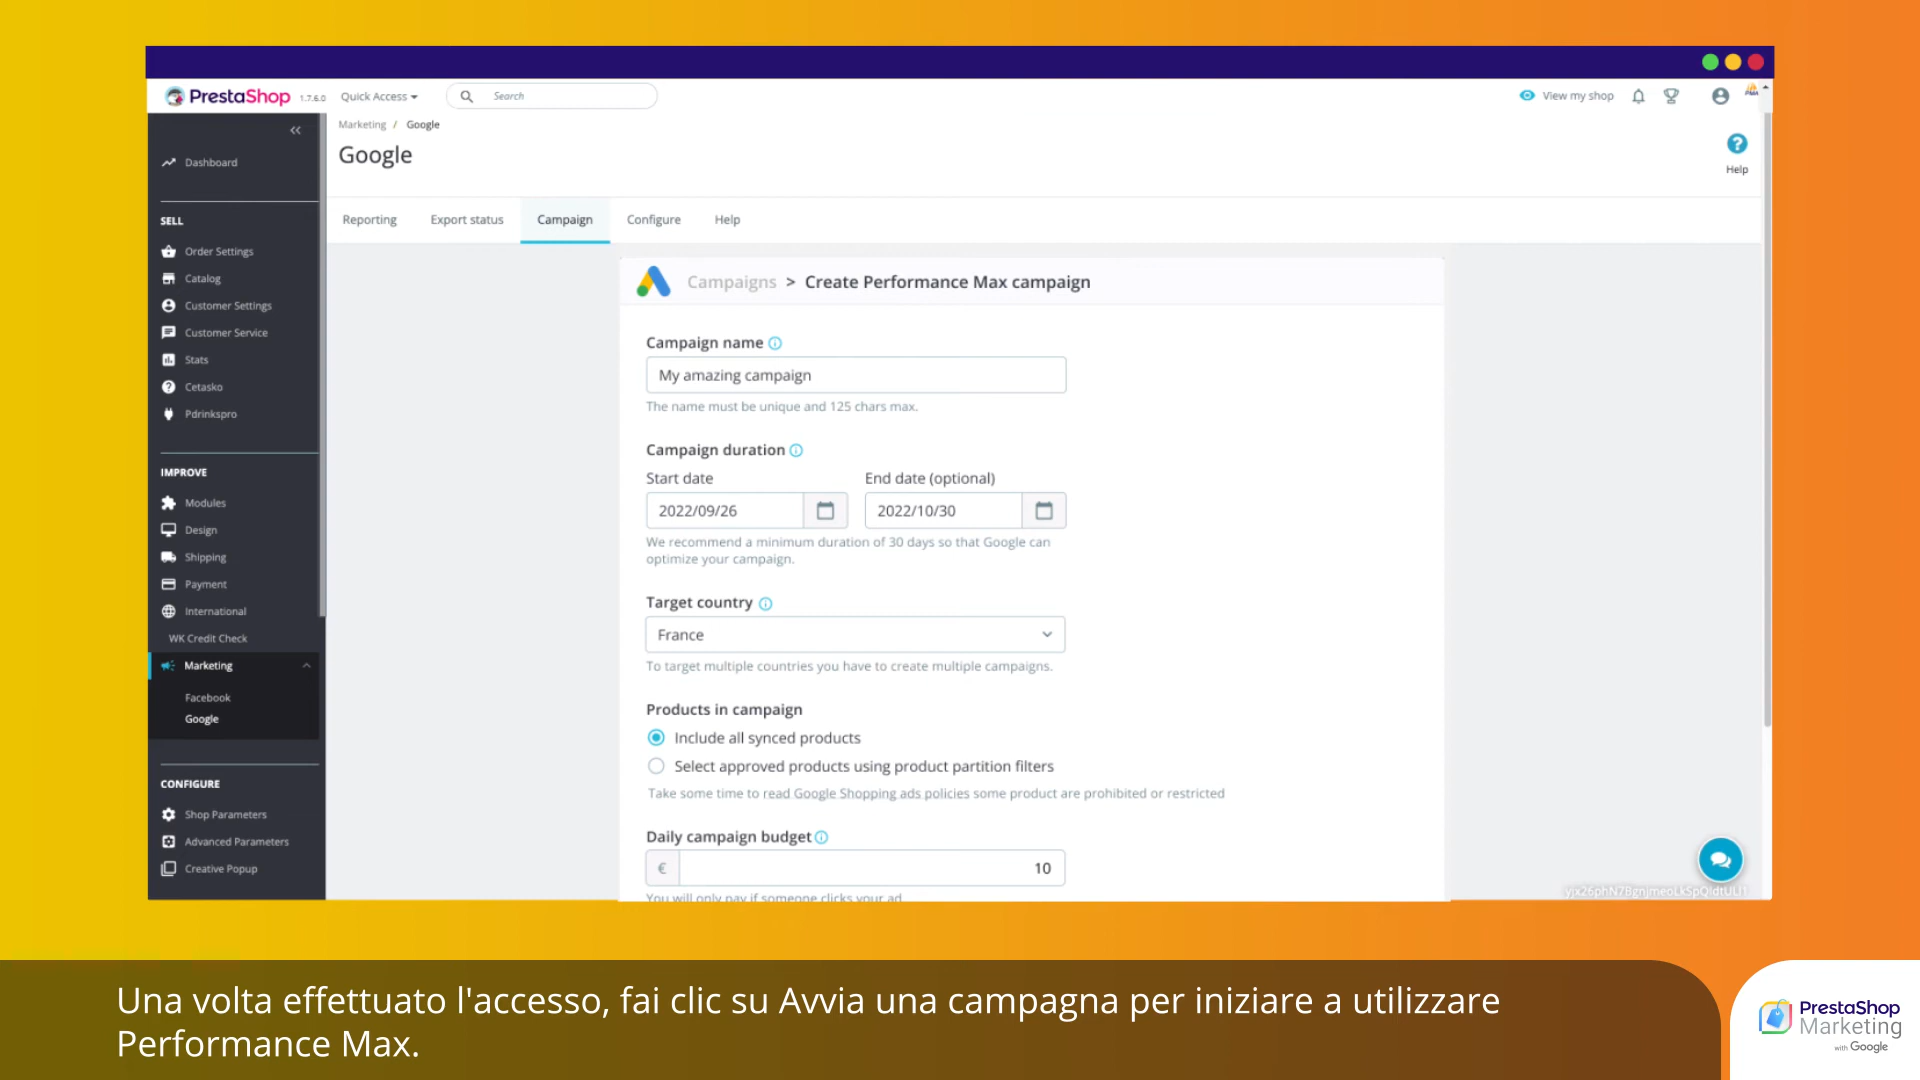 PrestaShop 1.7.6.0 Quick Access Search View my shop
Marketing / Google
Google
Help
Reporting Export status Campaign Configure Help
Dashboard
SELL
Order Settings
Catalog
Customer Settings
Customer Service
Stats
Cetasko
Pdrinkspro
IMPROVE
Modules
Design
Shipping
Payment
International
WK Credit Check
Marketing
Facebook
Google
CONFIGURE
Shop Parameters
Advanced Parameters
Creative Popup
Campaigns > Create Performance Max campaign
Campaign name
My amazing campaign
The name must be unique and 125 chars max.
Campaign duration
Start date End date (optional)
2022/09/26 2022/10/30
We recommend a minimum duration of 30 days so that Google can
optimize your campaign.
Target country
France
To target multiple countries you have to create multiple campaigns.
Products in campaign
Include all synced products
Select approved products using product partition filters
Take some time to read Google Shopping ads policies some product are prohibited or restricted
Daily campaign budget
€ 10
You will only pay if someone clicks your ad
Una volta effettuato l'accesso, fai clic su Avvia una campagna per iniziare a utilizzare
Performance Max.
PrestaShop
Marketing
with Google